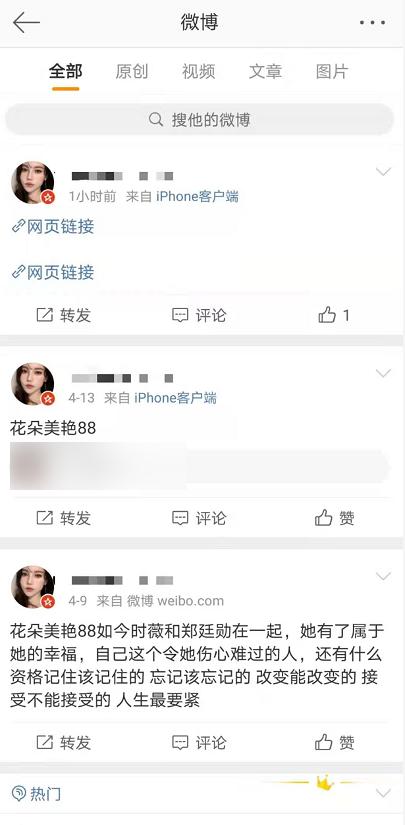 微博
全部 原创 视频 文章 图片
搜他的微博
1小时前 来自 iPhone客户端
网页链接
网页链接
转发 评论 1
4-13 来自 iPhone客户端
花朵美艳88
转发 评论 赞
4-9 来自 微博 weibo.com
花朵美艳88如今时薇和郑廷勋在一起，她有了属于
她的幸福，自己这个令她伤心难过的人，还有什么
资格记住该记住的 忘记该忘记的 改变能改变的 接
受不能接受的 人生最要紧
转发 评论 赞
热门